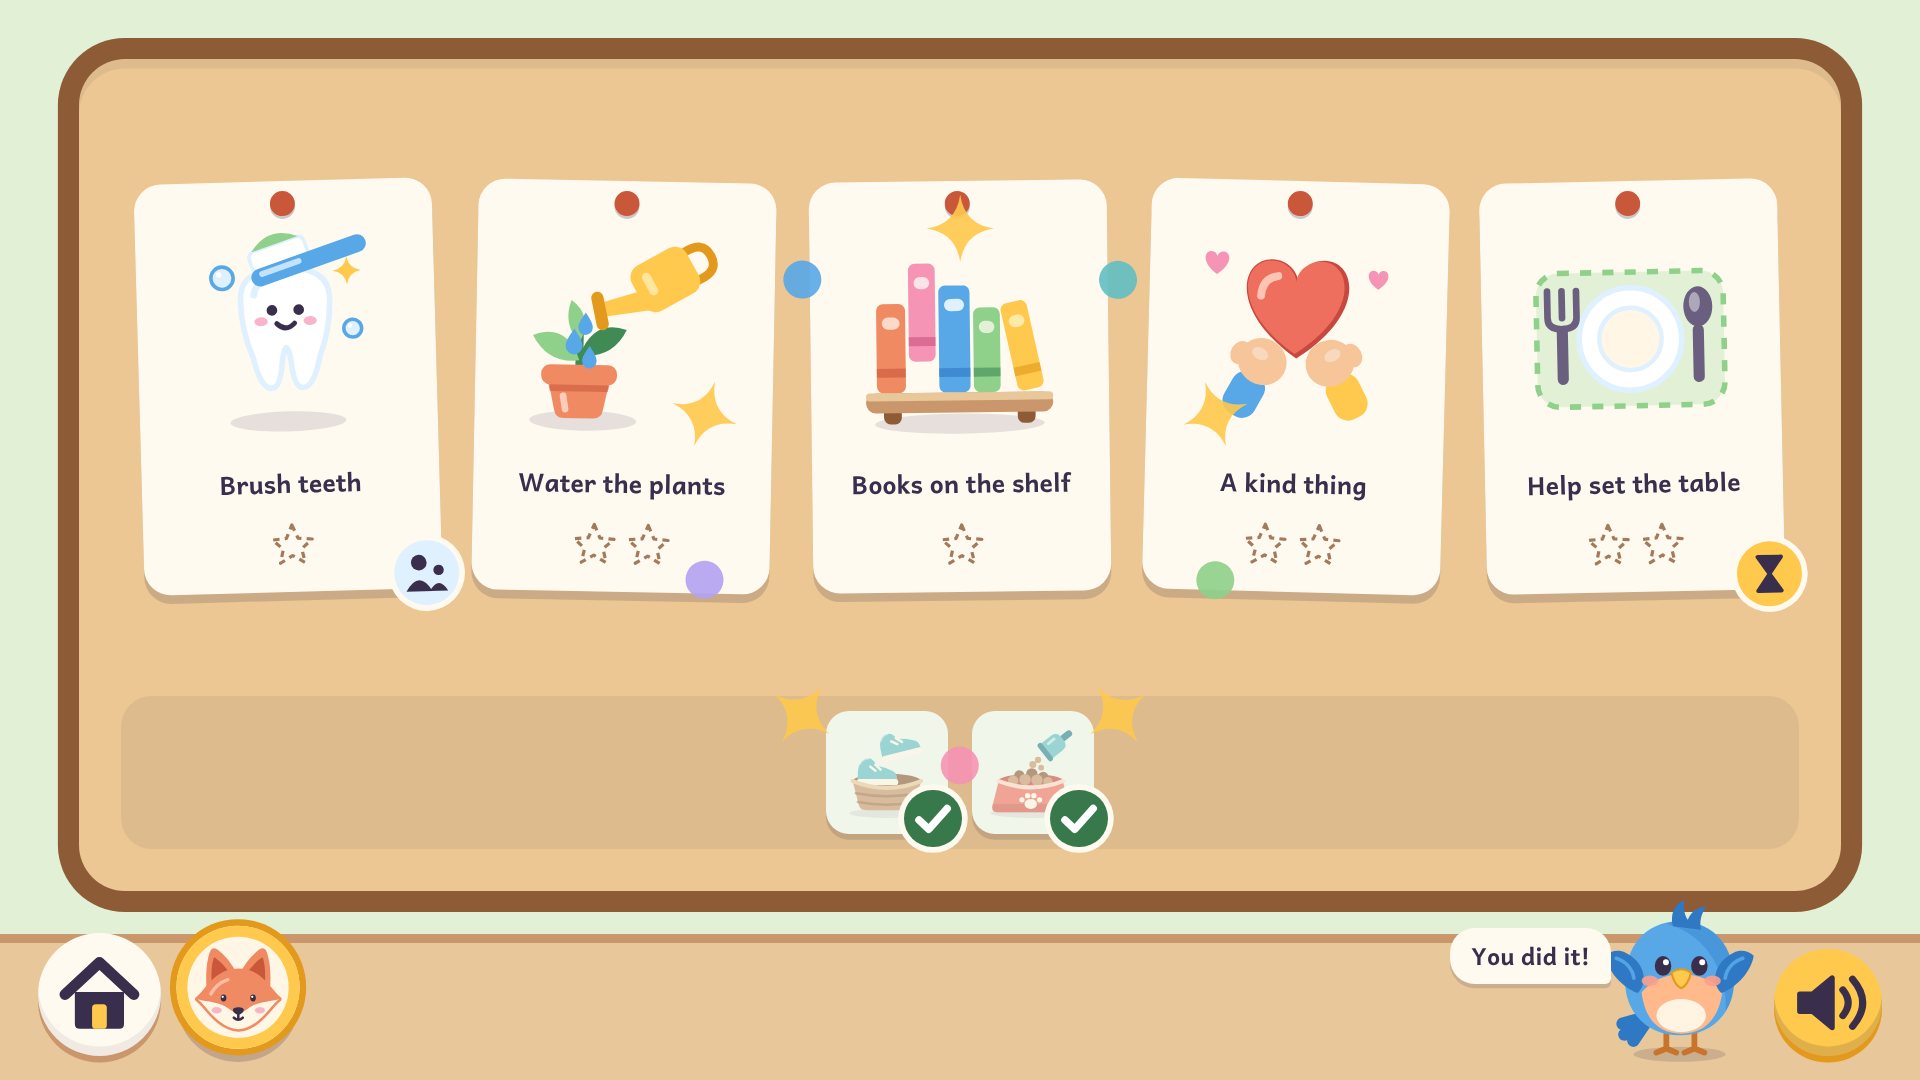 Brush teeth
Water the plants
Books on the shelf
A kind thing
Help set the table
You did it!